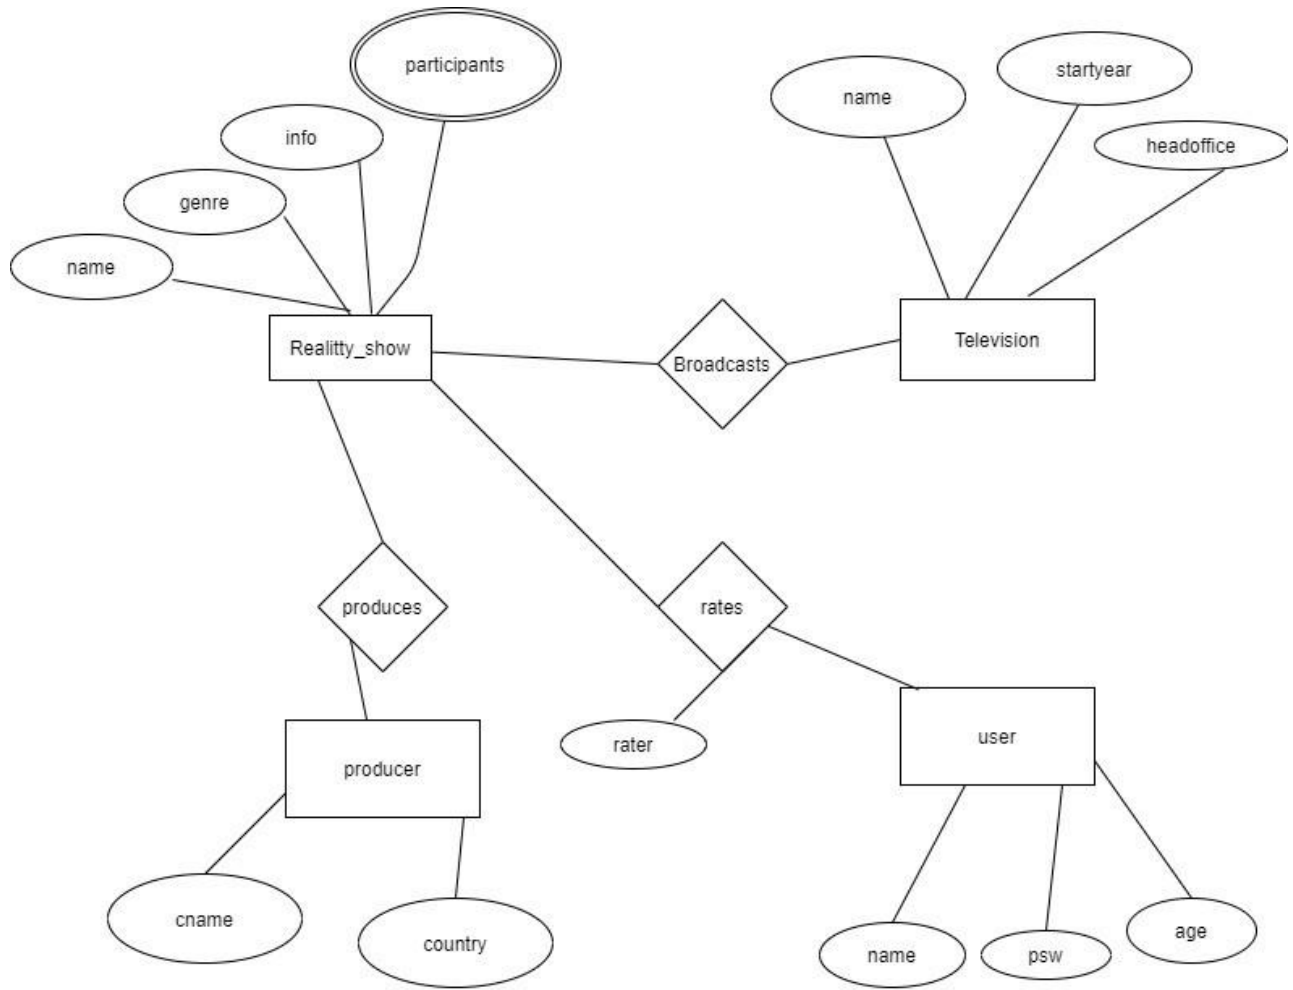 participants
startyear
name
info
headoffice
genre
name
Realitty_show
Television
Broadcasts
produces
rates
user
rater
producer
cname
country
name
psw
age